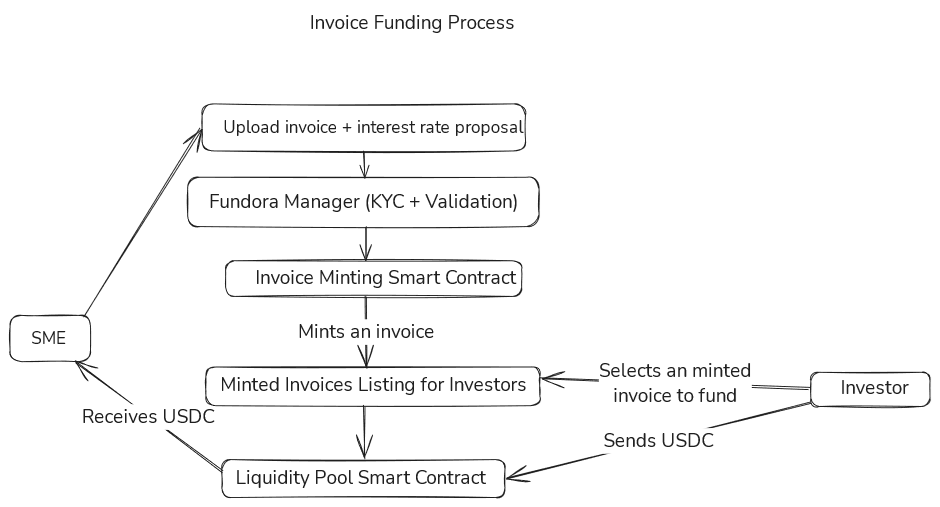 Invoice Funding Process
Upload invoice + interest rate proposal
Fundora Manager (KYC + Validation)
Invoice Minting Smart Contract
Mints an invoice
SME
Minted Invoices Listing for Investors
Selects an minted
invoice to fund
Investor
Receives USDC
Sends USDC
Liquidity Pool Smart Contract